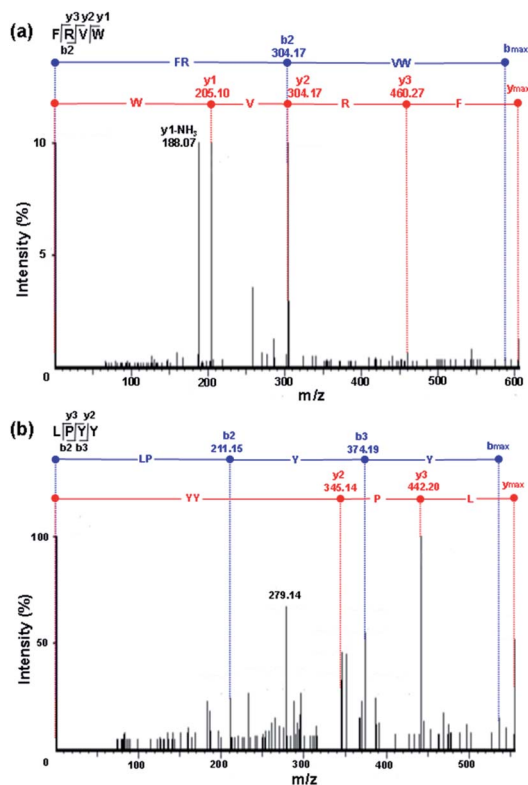 (a)
y3 y2 y1
F R V W
b2
b2 bmax
FR 304.17 VW
y1 y2 y3 ymax
205.10 304.17 460.27
W V R F
y1-NH3
188.07
10
5
0
Intensity (%)
100 200 300 400 500 600
m/z
(b)
y3 y2
L P Y Y
b2 b3
b2 b3 bmax
LP 211.15 Y 374.19 Y
y2 y3 ymax
YY 345.14 P 442.20 L
279.14
100
50
0
Intensity (%)
100 200 300 400 500
m/z